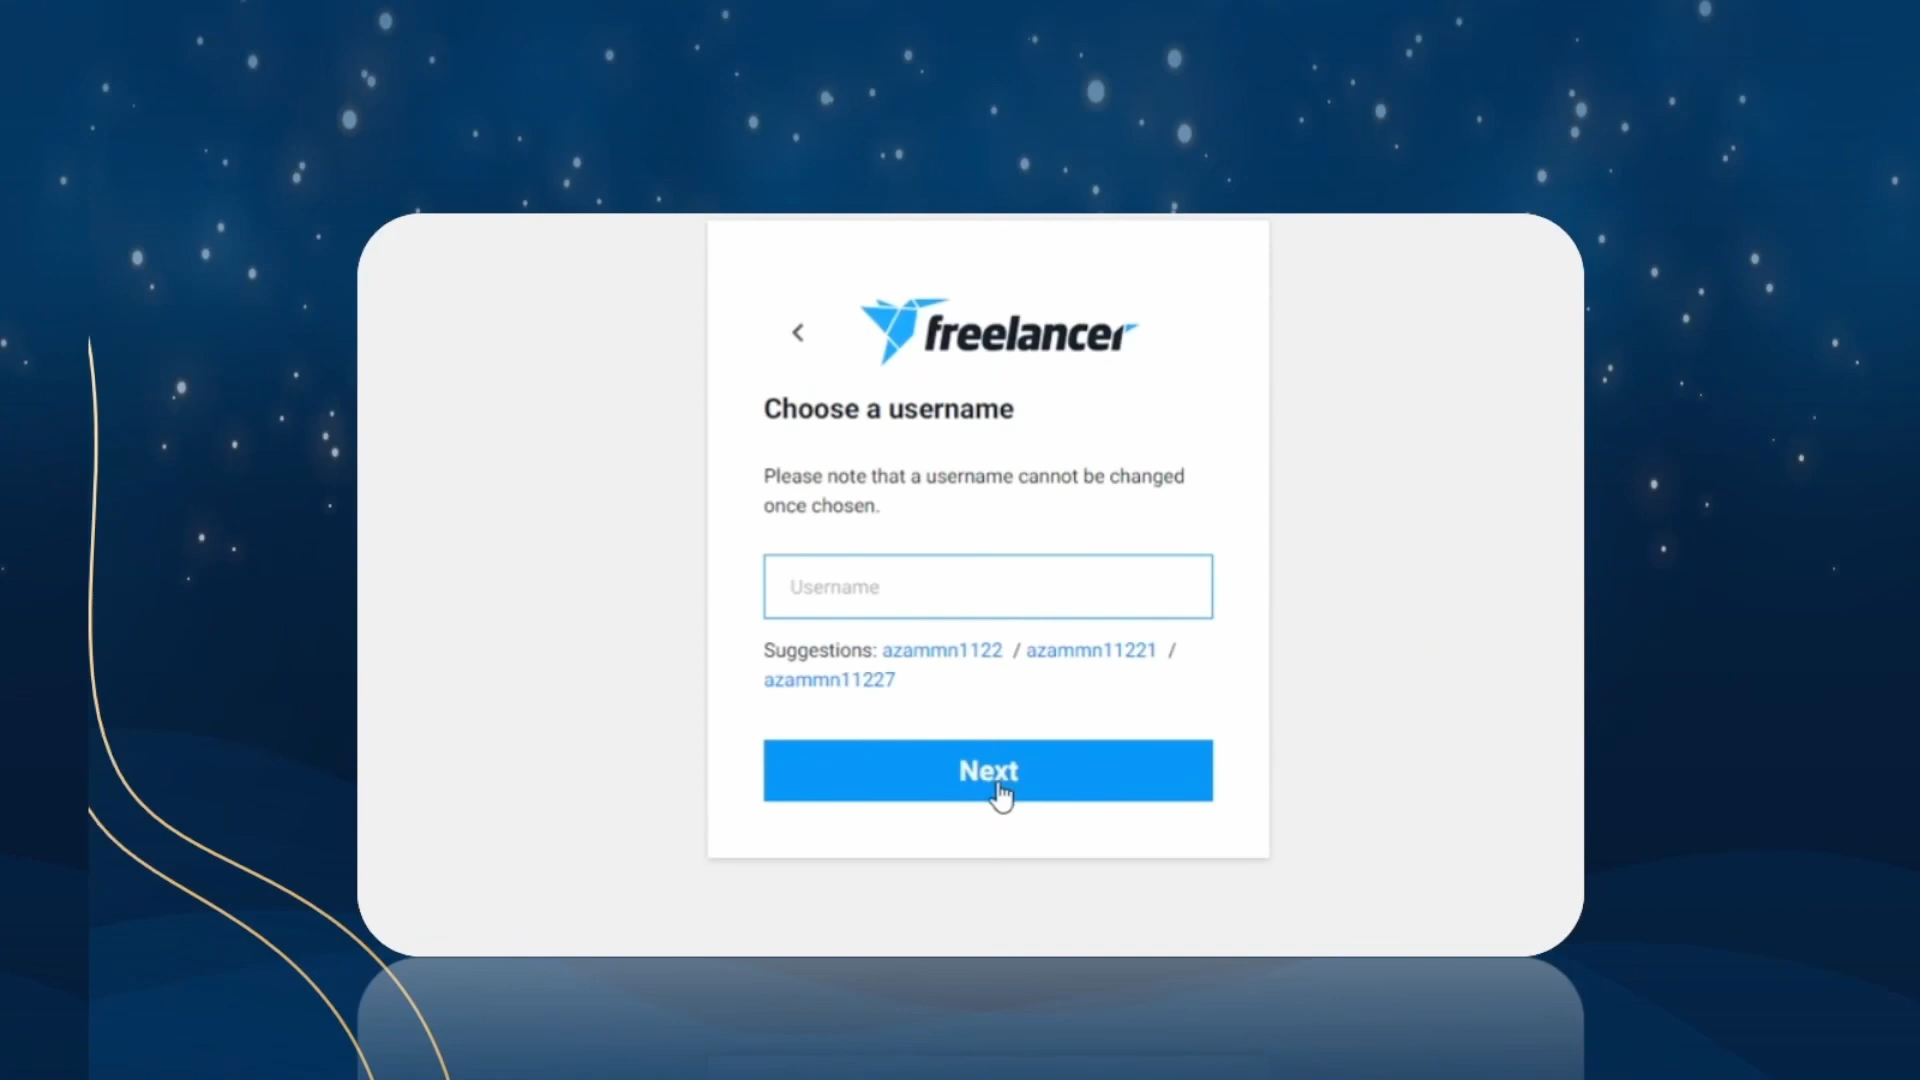 freelancer
Choose a username
Please note that a username cannot be changed
once chosen.
Username
Suggestions: azammn1122 / azammn11221 /
azammn11227
Next